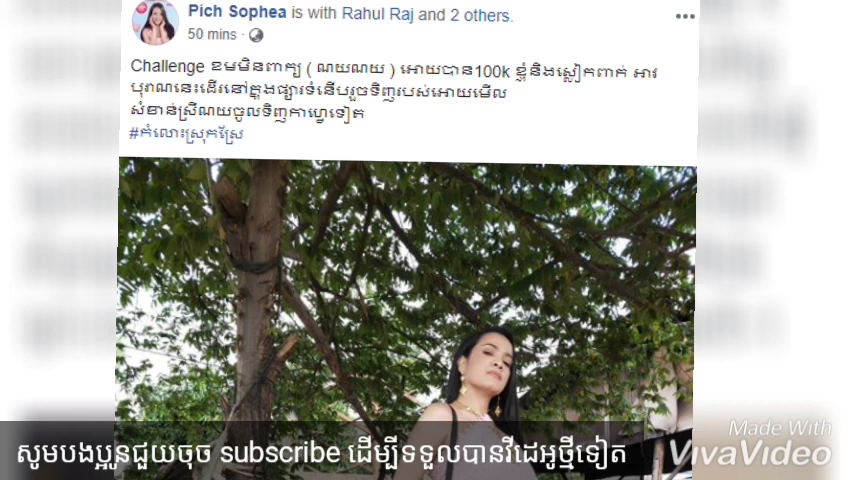 Pich Sophea is with Rahul Raj and 2 others.
50 mins ·
Challenge ខមមិនពាក្យ ( ណយណយ ) អោយបាន100k ខ្ញុំនិងស្លៀកពាក់ អាវ
បុរាណនេះដើរនៅក្នុងផ្សារទំនើបរួចទិញរបស់អោយមើល
សំខាន់ស្រីណយចូលទិញកាហ្វេទៀត
#កំលោះស្រុកស្រែ
សូមបងប្អូនជួយចុច subscribe ដើម្បីទទួលបានវីដេអូថ្មីទៀត
Made With
VivaVideo